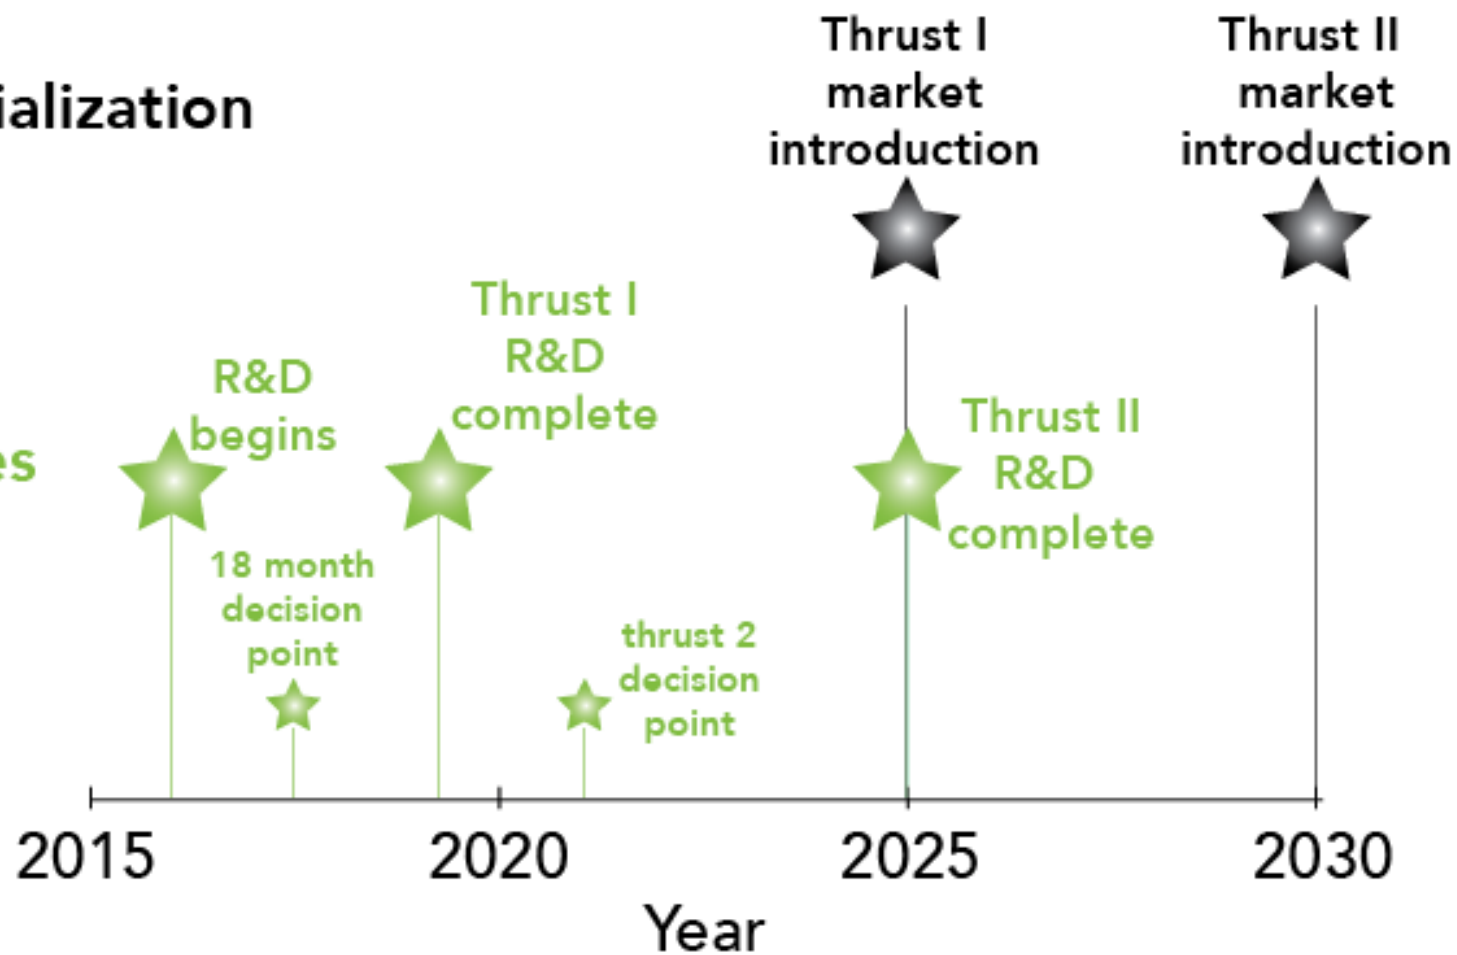 Thrust I
market
introduction
Thrust II
market
introduction
ialization
Thrust I
R&D
complete
R&D
begins
es
Thrust II
R&D
complete
18 month
decision
point
thrust 2
decision
point
2015
2020
2025
2030
Year